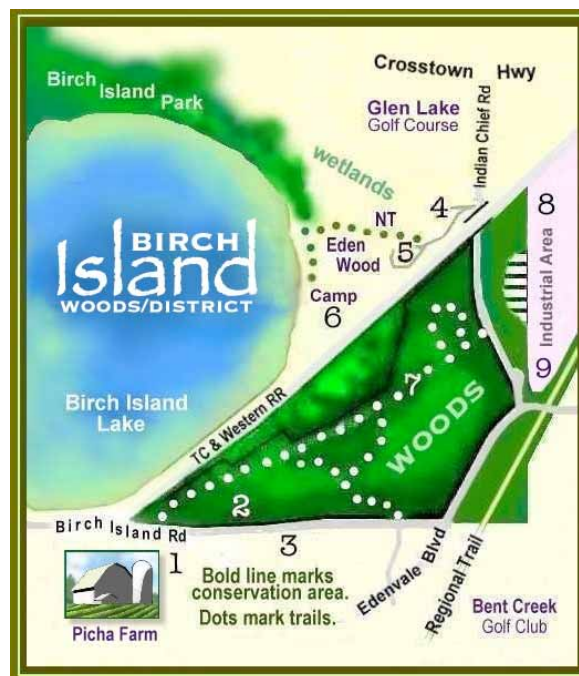 Crosstown Hwy
Birch
Island
Park
Glen Lake
Golf Course
Indian Chief Rd
wetlands
4
8
NT
BIRCH
Island
WOODS/DISTRICT
Eden
Wood
5
Camp
6
Industrial Area
9
7
Birch Island
Lake
TC & Western RR
WOODS
2
Birch Island Rd
1
3
Bold line marks
conservation area.
Dots mark trails.
Edenvale Blvd
Regional Trail
Picha Farm
Bent Creek
Golf Club